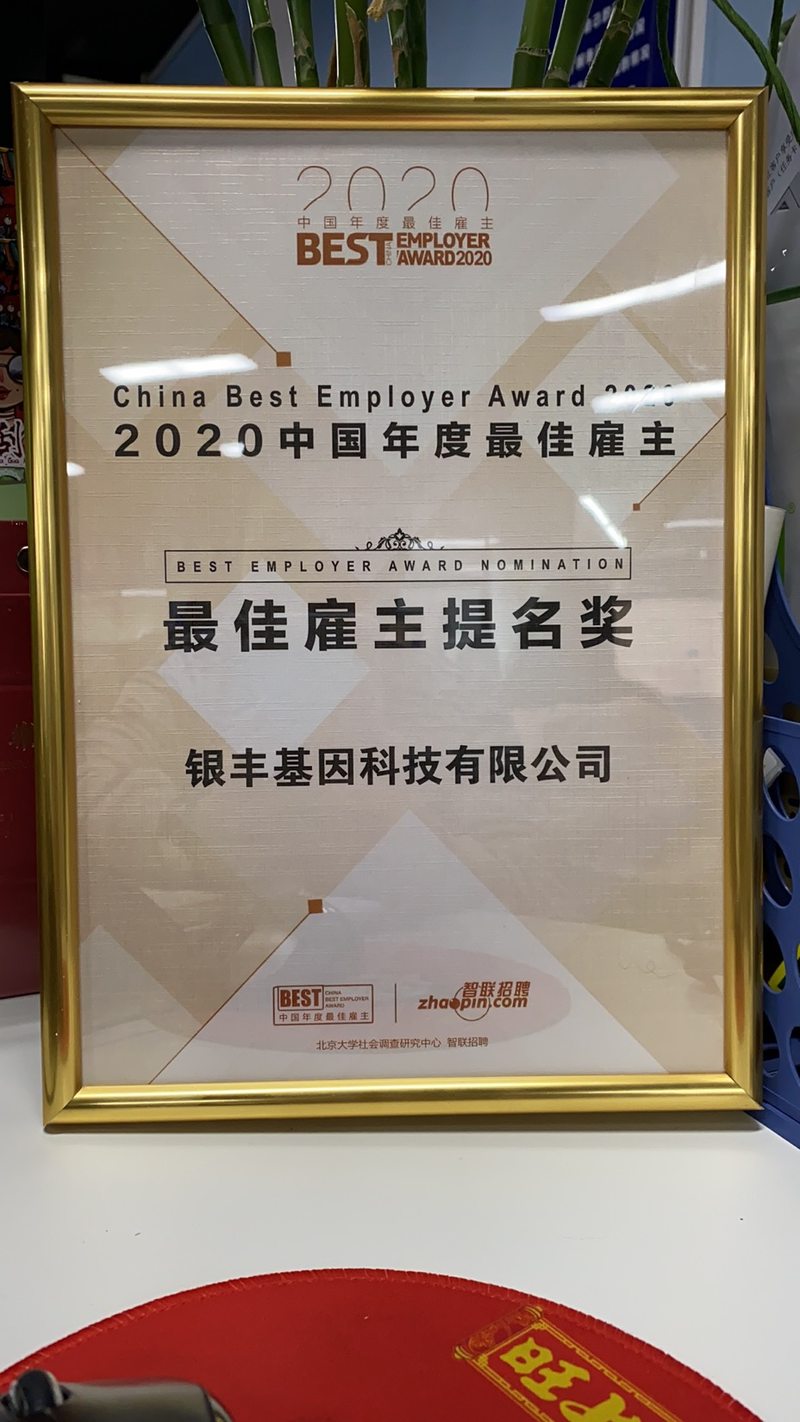 2020
中国年度最佳雇主
BEST CHINA EMPLOYER AWARD2020
China Best Employer Award 2020
2020中国年度最佳雇主
BEST EMPLOYER AWARD NOMINATION
最佳雇主提名奖
银丰基因科技有限公司
BEST CHINA BEST EMPLOYER AWARD
中国年度最佳雇主
智联招聘
zhaopin.com
北京大学社会调查研究中心 智联招聘